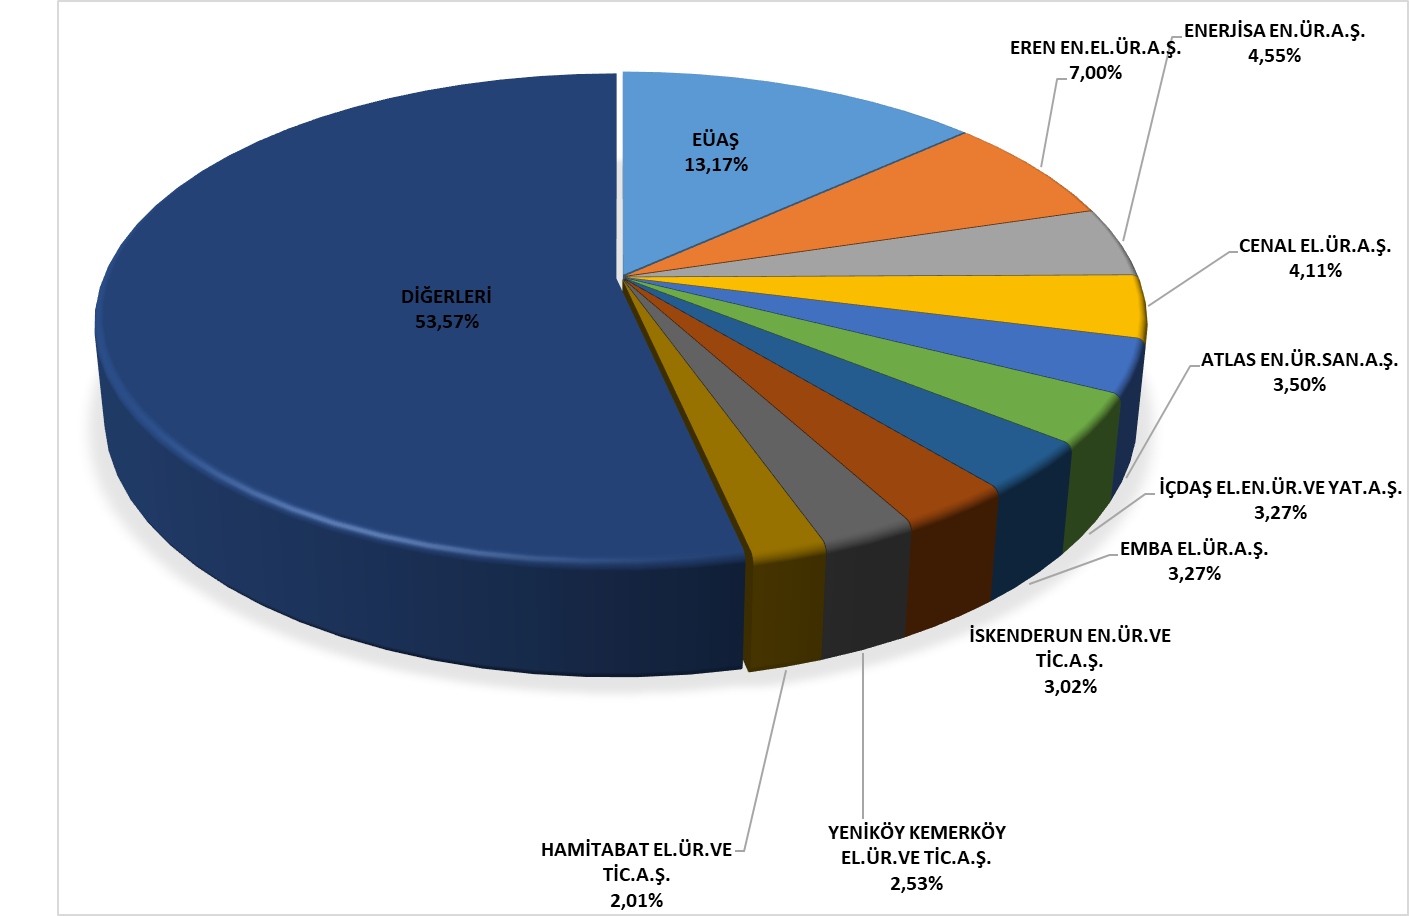 ENERJİSA EN.ÜR.A.Ş.
4,55%
EREN EN.EL.ÜR.A.Ş.
7,00%
EÜAŞ
13,17%
CENAL EL.ÜR.A.Ş.
4,11%
DİĞERLERİ
53,57%
ATLAS EN.ÜR.SAN.A.Ş.
3,50%
İÇDAŞ EL.EN.ÜR.VE YAT.A.Ş.
3,27%
EMBA EL.ÜR.A.Ş.
3,27%
İSKENDERUN EN.ÜR.VE
TİC.A.Ş.
3,02%
YENİKÖY KEMERKÖY
EL.ÜR.VE TİC.A.Ş.
2,53%
HAMİTABAT EL.ÜR.VE
TİC.A.Ş.
2,01%